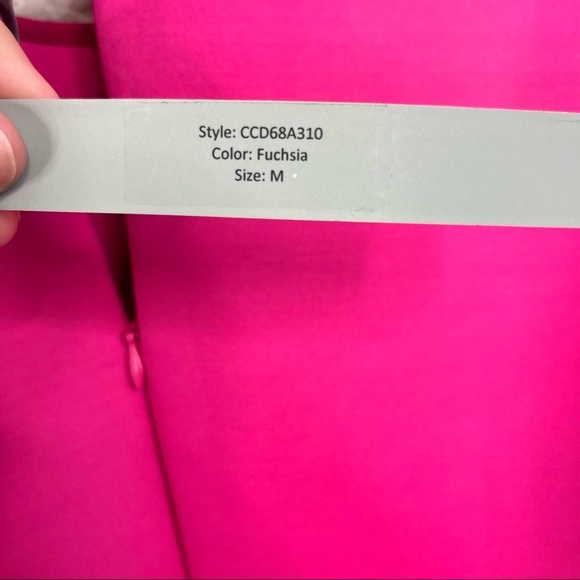 Style: CCD68A310
Color: Fuchsia
Size: M